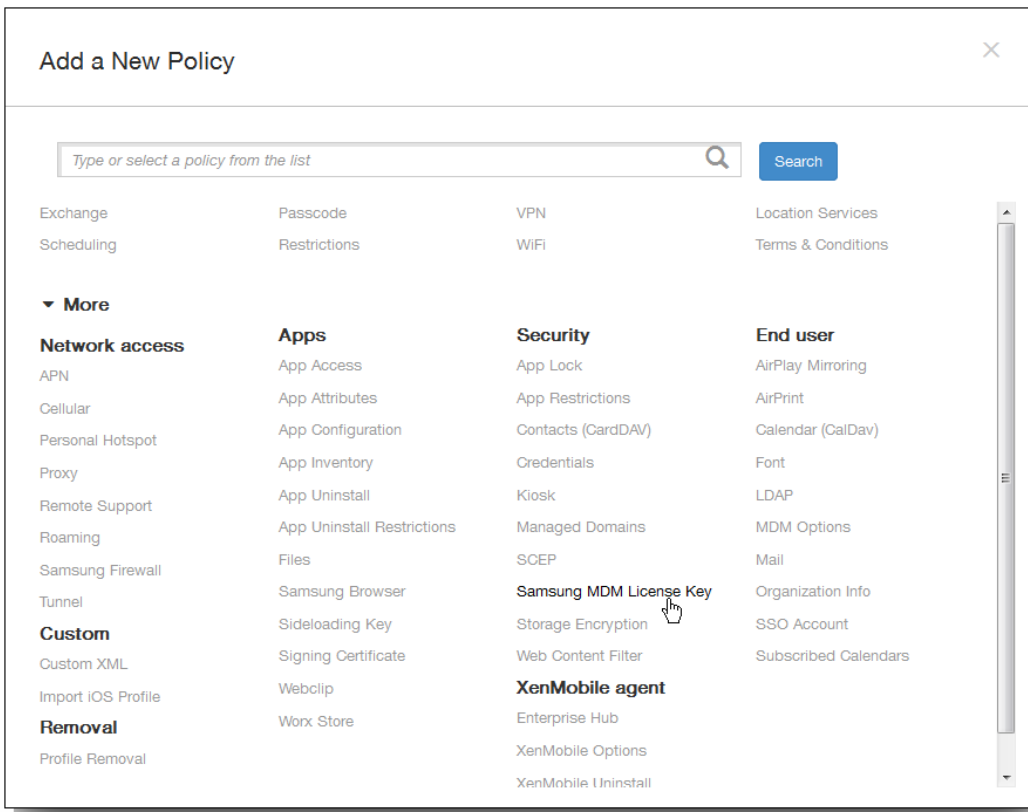 Add a New Policy
Type or select a policy from the list
Search
Exchange
Passcode
VPN
Location Services
Scheduling
Restrictions
WiFi
Terms & Conditions
More
Network access
APN
Cellular
Personal Hotspot
Proxy
Remote Support
Roaming
Samsung Firewall
Tunnel
Custom
Custom XML
Import iOS Profile
Removal
Profile Removal
Apps
App Access
App Attributes
App Configuration
App Inventory
App Uninstall
App Uninstall Restrictions
Files
Samsung Browser
Sideloading Key
Signing Certificate
Webclip
Worx Store
Security
App Lock
App Restrictions
Contacts (CardDAV)
Credentials
Kiosk
Managed Domains
SCEP
Samsung MDM License Key
Storage Encryption
Web Content Filter
XenMobile agent
Enterprise Hub
XenMobile Options
XenMobile Uninstall
End user
AirPlay Mirroring
AirPrint
Calendar (CalDav)
Font
LDAP
MDM Options
Mail
Organization Info
SSO Account
Subscribed Calendars